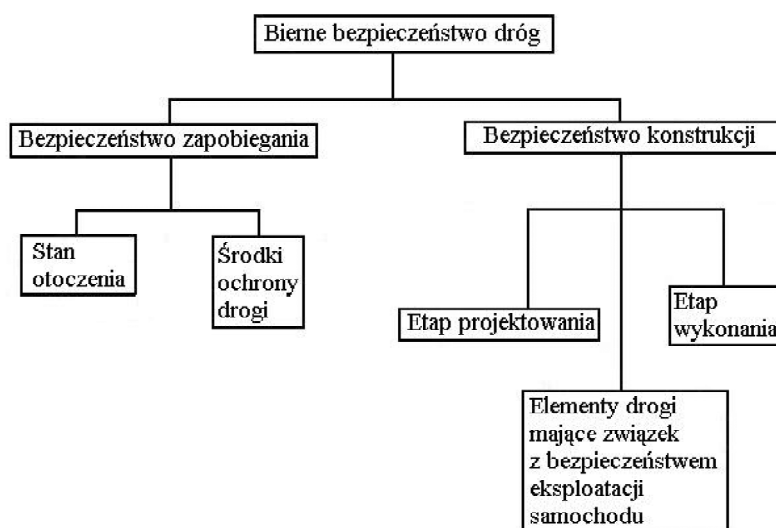 Bierne bezpieczeństwo dróg
Bezpieczeństwo zapobiegania
Bezpieczeństwo konstrukcji
Stan
otoczenia
Środki
ochrony
drogi
Etap projektowania
Etap
wykonania
Elementy drogi
mające związek
z bezpieczeństwem
eksploatacji
samochodu